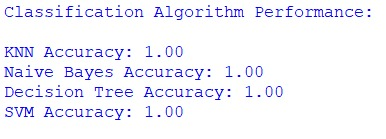 Classification Algorithm Performance:
KNN Accuracy: 1.00
Naive Bayes Accuracy: 1.00
Decision Tree Accuracy: 1.00
SVM Accuracy: 1.00